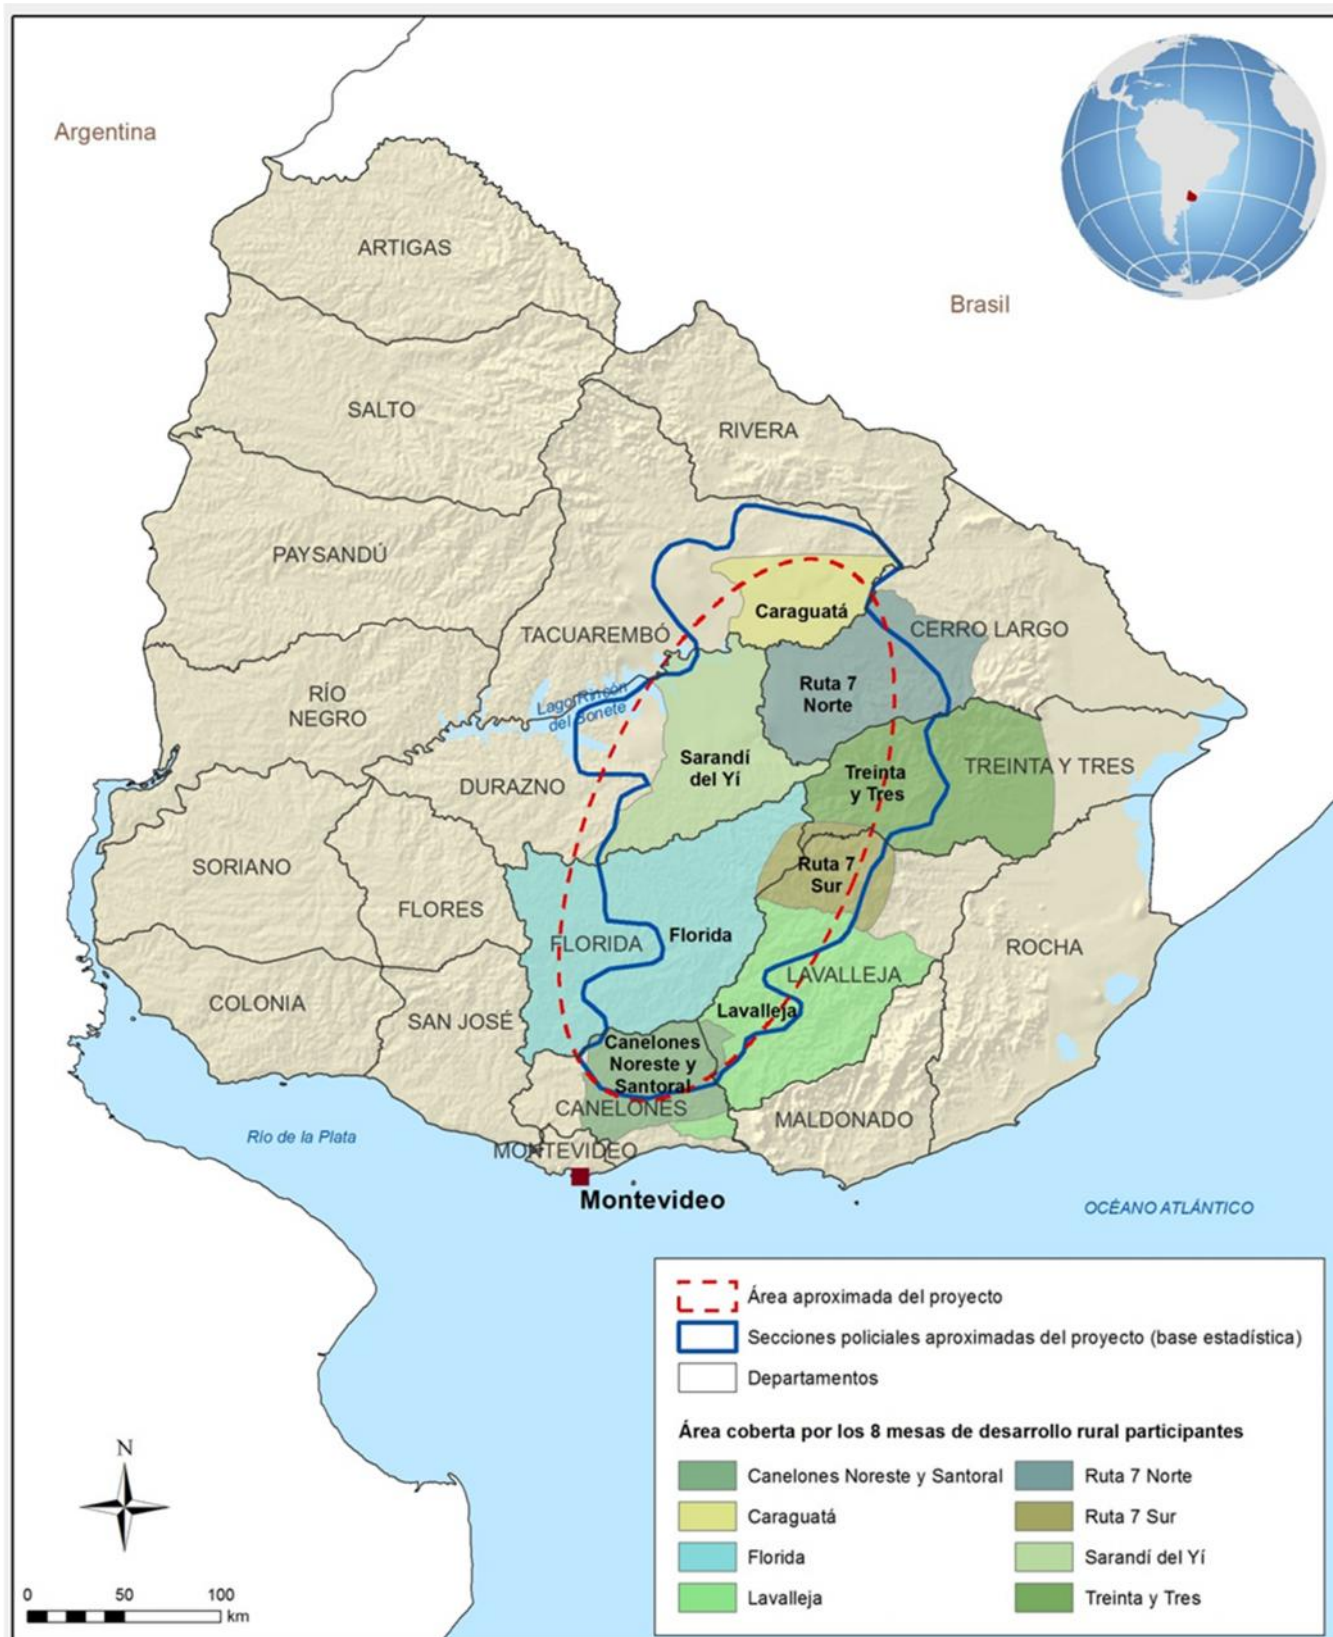 Argentina
ARTIGAS
Brasil
SALTO
RIVERA
PAYSANDÚ
Caraguatá
TACUAREMBÓ
CERRO LARGO
RÍO
NEGRO
Lago Rincón
del Bonete
Ruta 7
Norte
Sarandí
del Yí
DURAZNO
Treinta
y Tres
TREINTA Y TRES
SORIANO
FLORES
Ruta 7
Sur
FLORIDA
Florida
ROCHA
LAVALLEJA
COLONIA
SAN JOSÉ
Lavalleja
Canelones
Noreste y
Santoral
CANELONES
MALDONADO
Río de la Plata
MONTEVIDEO
Montevideo
OCÉANO ATLÁNTICO
Área aproximada del proyecto
Secciones policiales aproximadas del proyecto (base estadística)
Departamentos
Área coberta por los 8 mesas de desarrollo rural participantes
Canelones Noreste y Santoral
Caraguatá
Florida
Lavalleja
Ruta 7 Norte
Ruta 7 Sur
Sarandí del Yí
Treinta y Tres
N
0 50 100
km